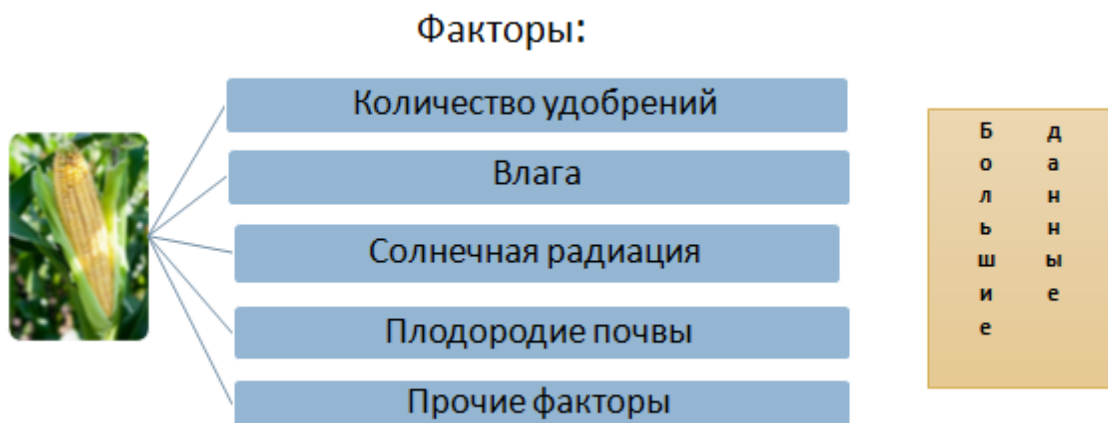 Факторы:
Количество удобрений
Влага
Солнечная радиация
Плодородие почвы
Прочие факторы
Большие
данные